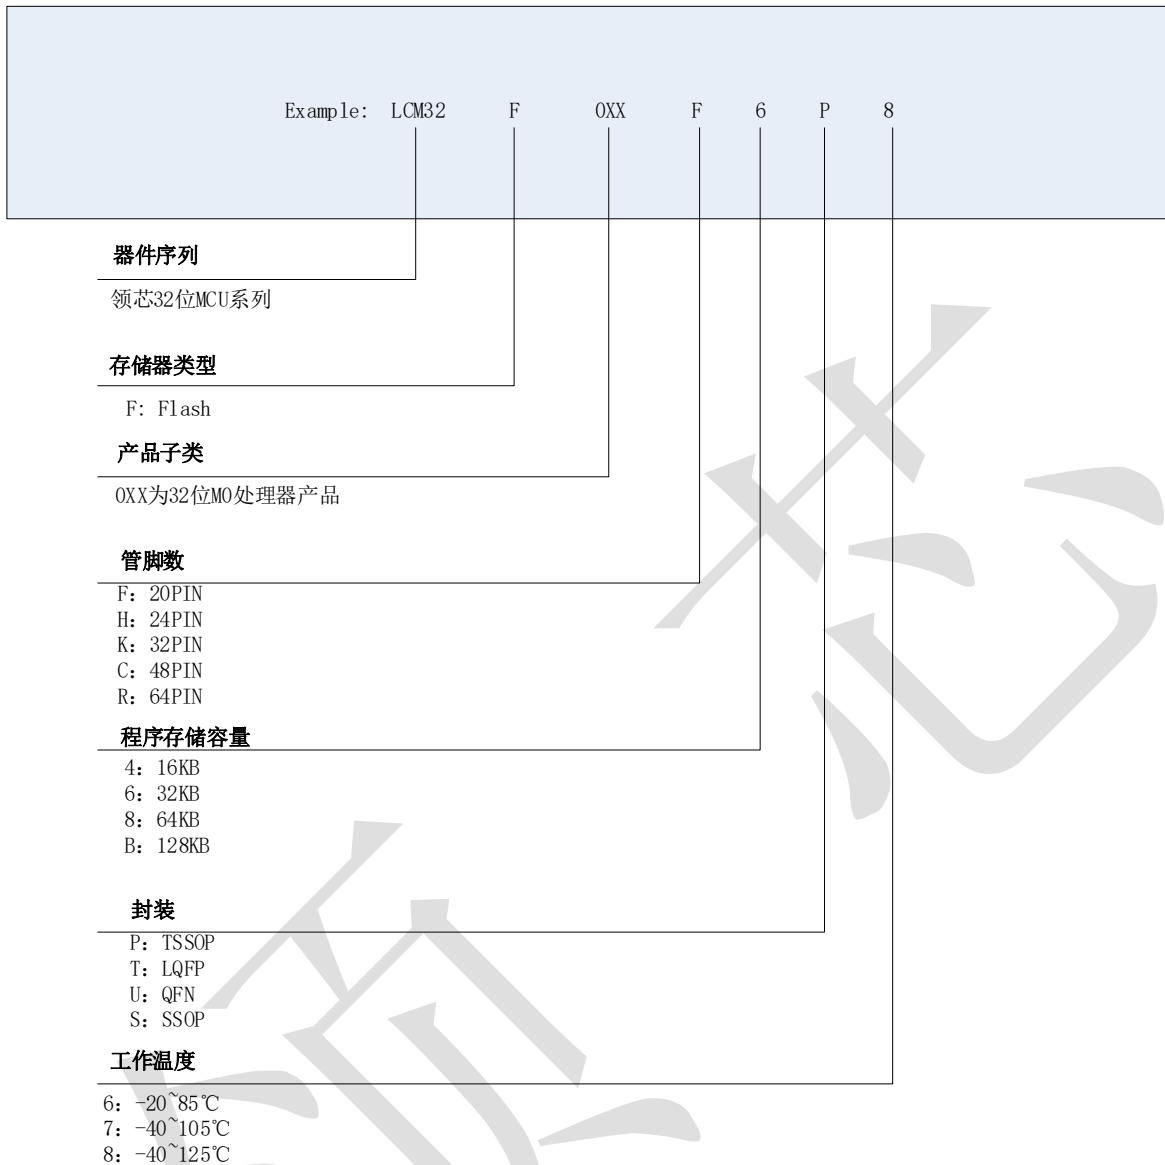 Example: LCM32 F 0XX F 6 P 8
器件序列
领芯32位MCU系列
存储器类型
F: Flash
产品子类
0XX为32位M0处理器产品
管脚数
F：20PIN
H：24PIN
K：32PIN
C：48PIN
R：64PIN
程序存储容量
4：16KB
6：32KB
8：64KB
B：128KB
封装
P：TSSOP
T：LQFP
U：QFN
S：SSOP
工作温度
6：-20~85℃
7：-40~105℃
8：-40~125℃
领芯